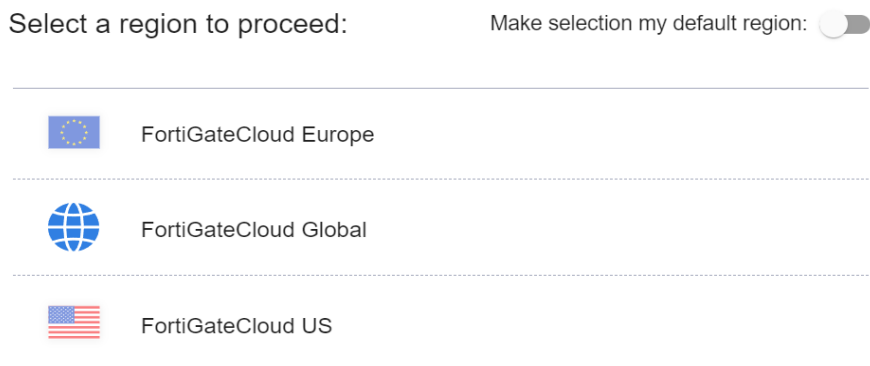 Select a region to proceed:
Make selection my default region:
FortiGateCloud Europe
FortiGateCloud Global
FortiGateCloud US